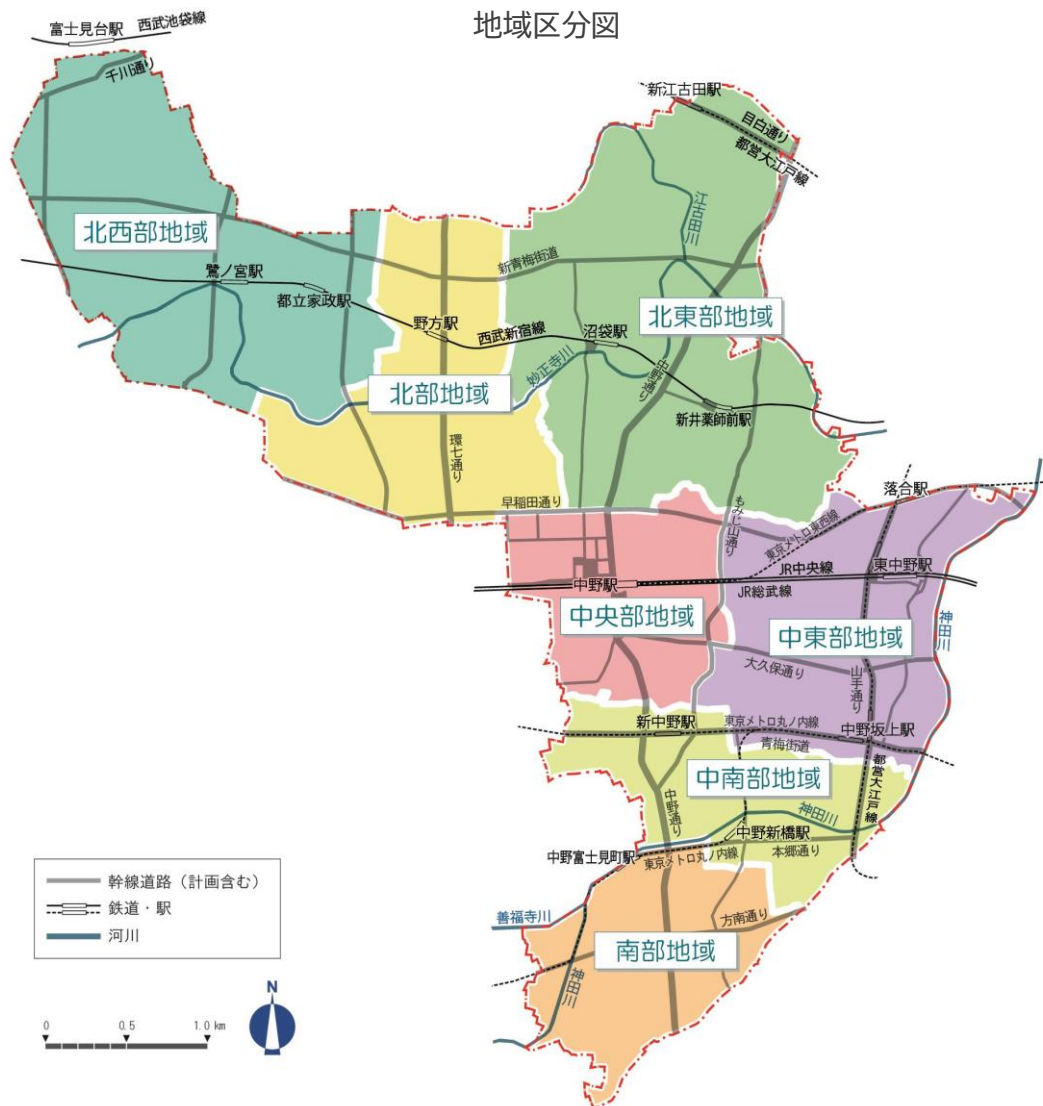 地域区分図
富士見台駅
西武池袋線
千川通り
新江古田駅
目白通り
都営大江戸線
江古田川
北西部地域
新青梅街道
鷺ノ宮駅
都立家政駅
野方駅
西武新宿線
沼袋駅
北東部地域
妙正寺川
中野通り
北部地域
新井薬師前駅
環七通り
早稲田通り
もみじ山通り
落合駅
東京メトロ東西線
JR中央線
東中野駅
中野駅
JR総武線
中央部地域
中東部地域
神田川
大久保通り
山手通り
新中野駅
東京メトロ丸ノ内線
中野坂上駅
青梅街道
都営大江戸線
中南部地域
中野通り
神田川
中野新橋駅
本郷通り
中野富士見町駅
東京メトロ丸ノ内線
方南通り
善福寺川
南部地域
神田川
幹線道路（計画含む）
鉄道・駅
河川
N
0 0.5 1.0 km